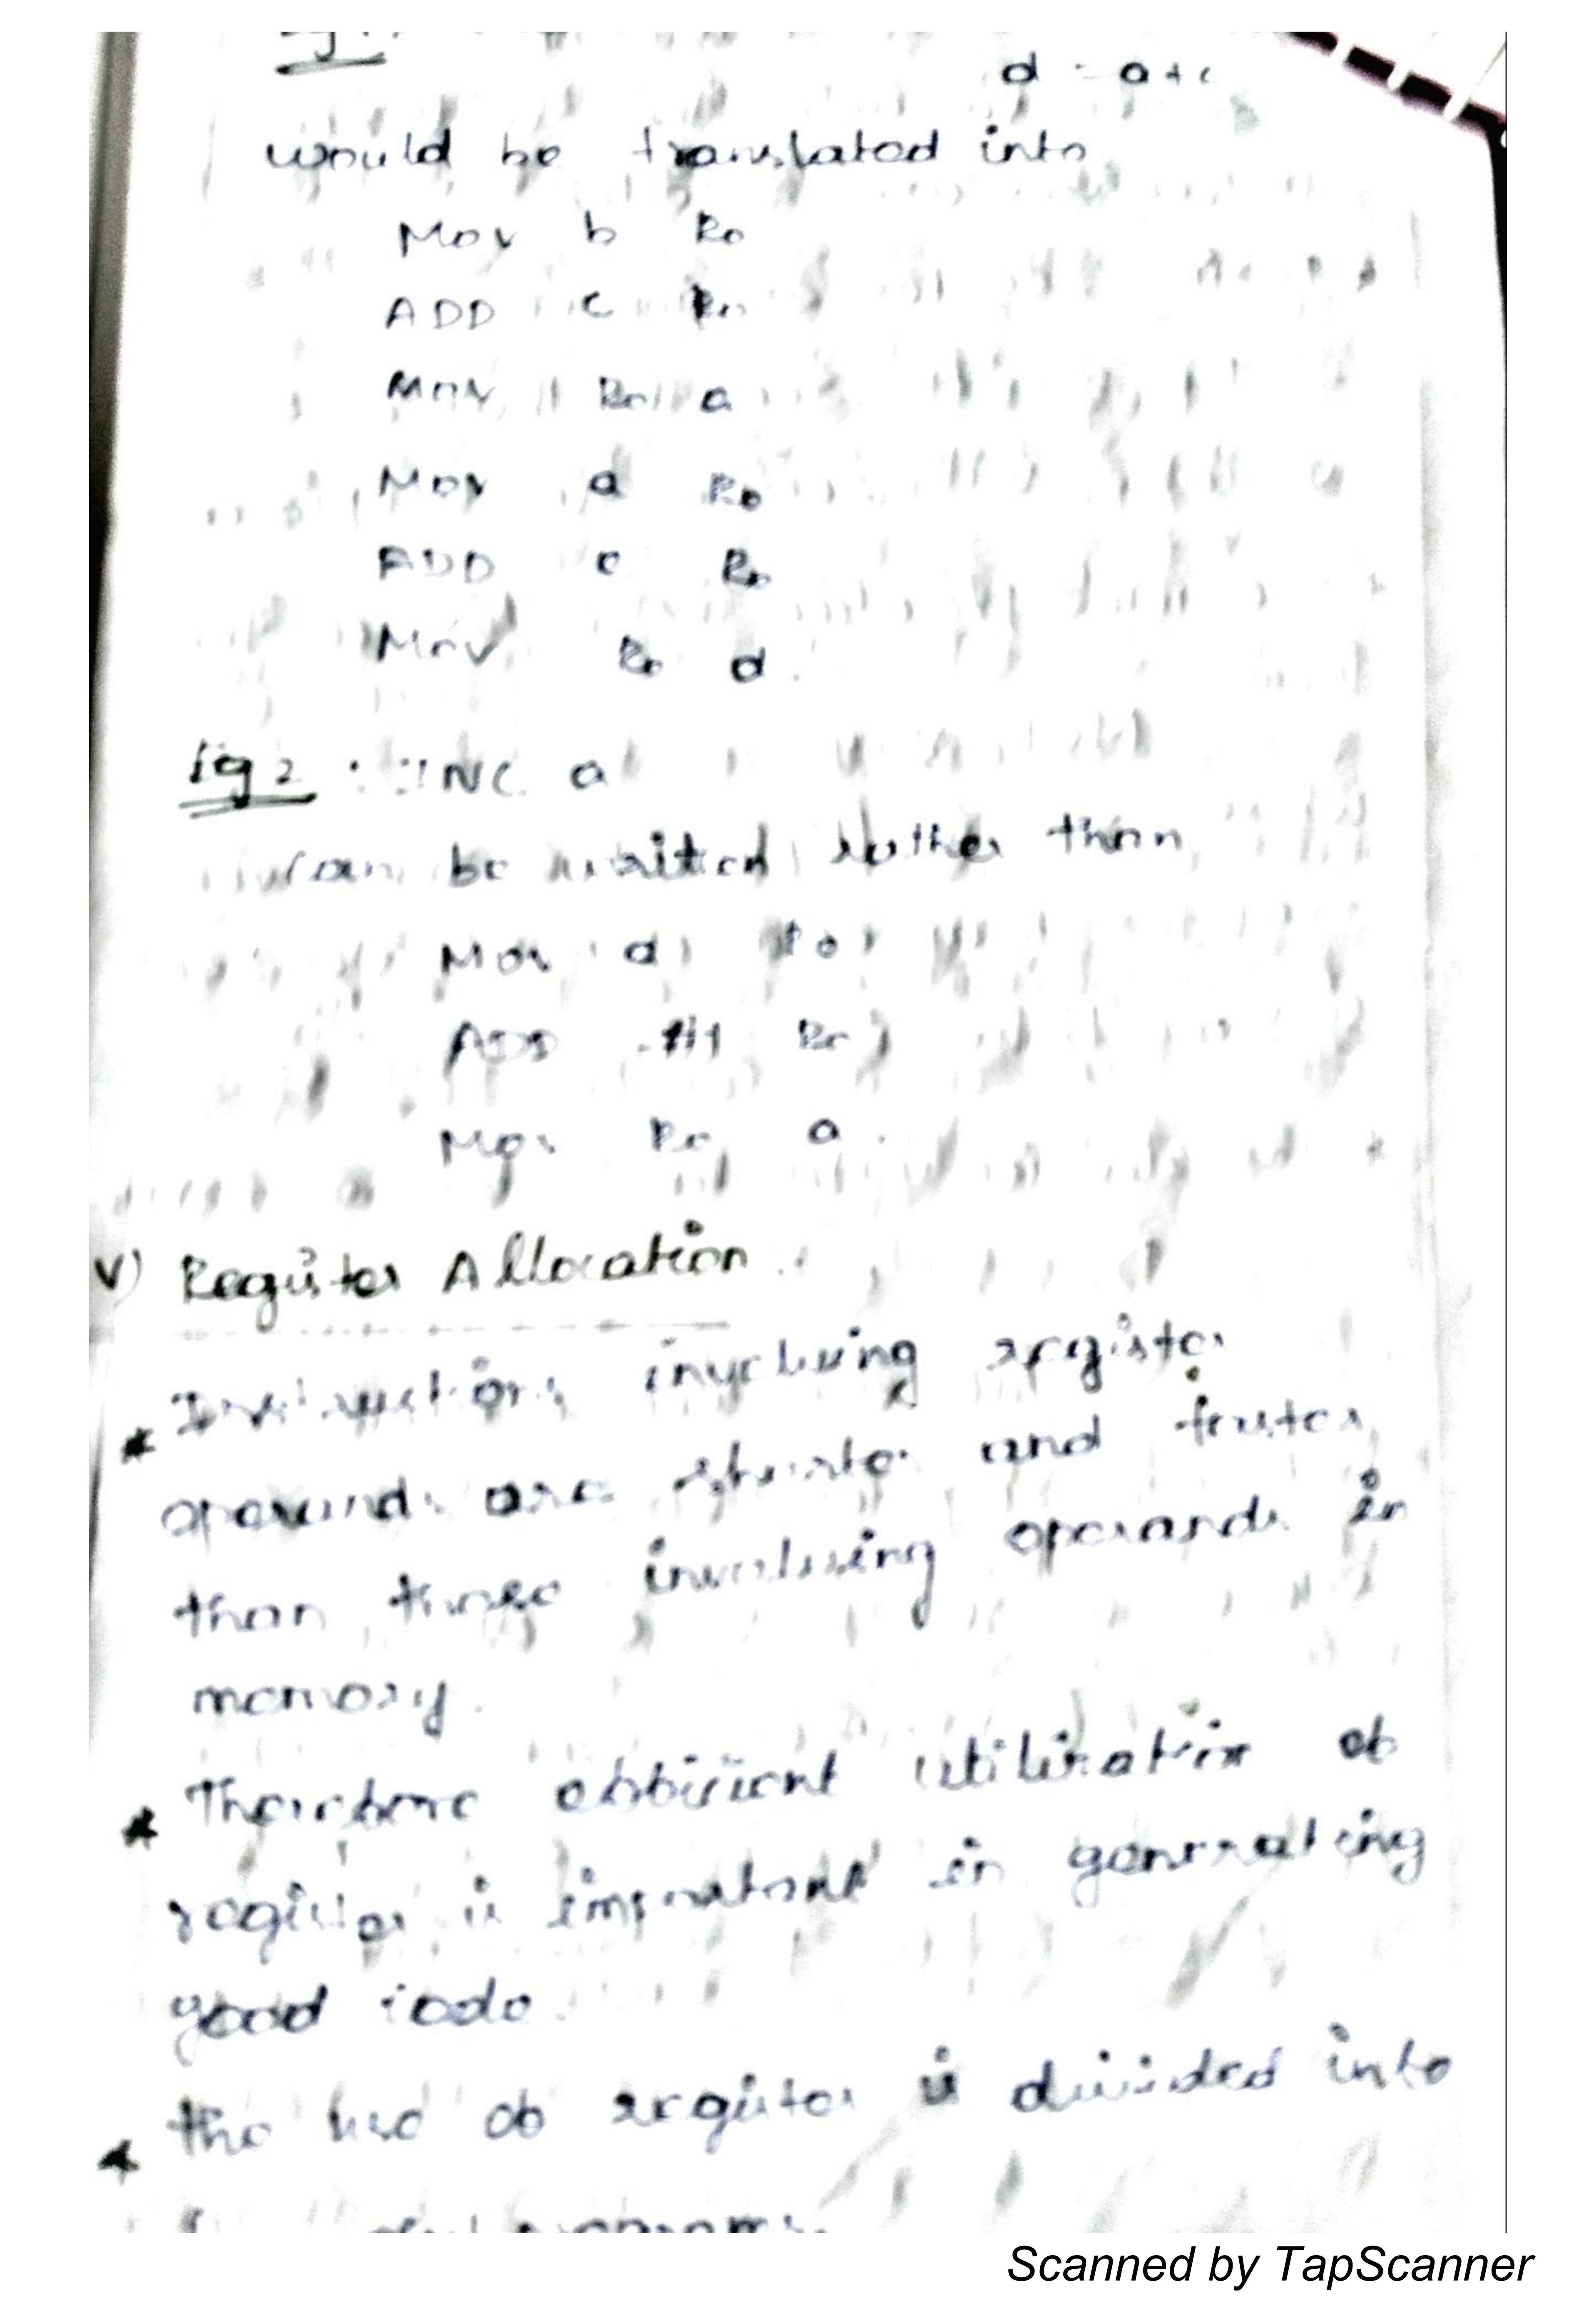 d = a + c
would be translated into
Mov b R0
ADD c R0
Mov R0 a
Mov a R0
ADD c R0
Mov R0 d
Eg 2 : INC a
can be written rather than
Mov a R0
ADD #1 R0
Mov R0 a
V) Register Allocation
* Instructions involving register
operands are shorter and faster
than those involving operands in
memory.
* Therefore efficient utilization of
register is important in generating
good code
* the use of register is divided into
Scanned by TapScanner